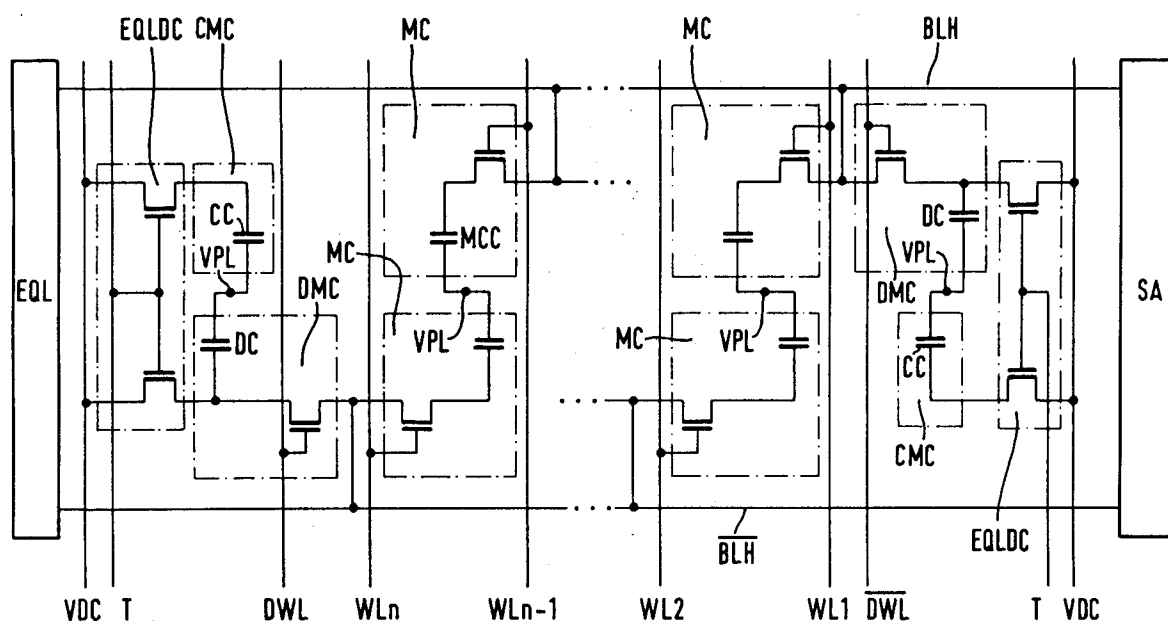 EQLDC CMC MC MC BLH
CC DC
VPL MCC VPL
EQL MC DMC SA
DMC
DC VPL MC VPL CC
CMC
BLH EQLDC
VDC T DWL WLn WLn-1 WL2 WL1 DWL T VDC